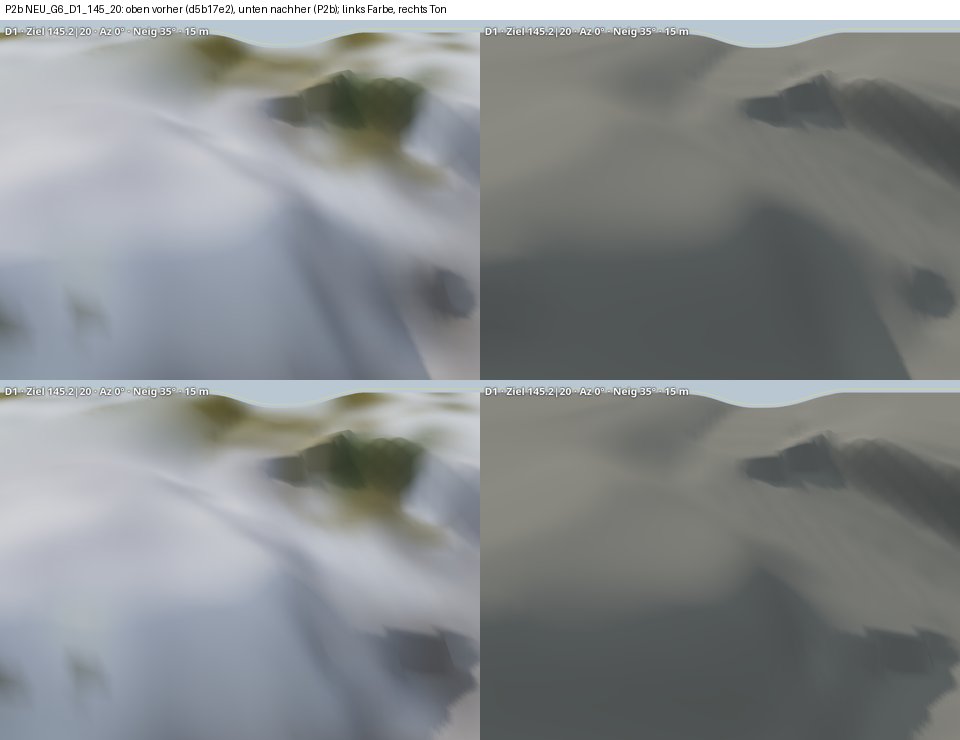 P2b NEU_G6_D1_145_20: oben vorher (d5b17e2), unten nachher (P2b); links Farbe, rechts Ton
D1 · Ziel 145.2|20 · Az 0° · Neig 35° · 15 m
D1 · Ziel 145.2|20 · Az 0° · Neig 35° · 15 m
D1 · Ziel 145.2|20 · Az 0° · Neig 35° · 15 m
D1 · Ziel 145.2|20 · Az 0° · Neig 35° · 15 m